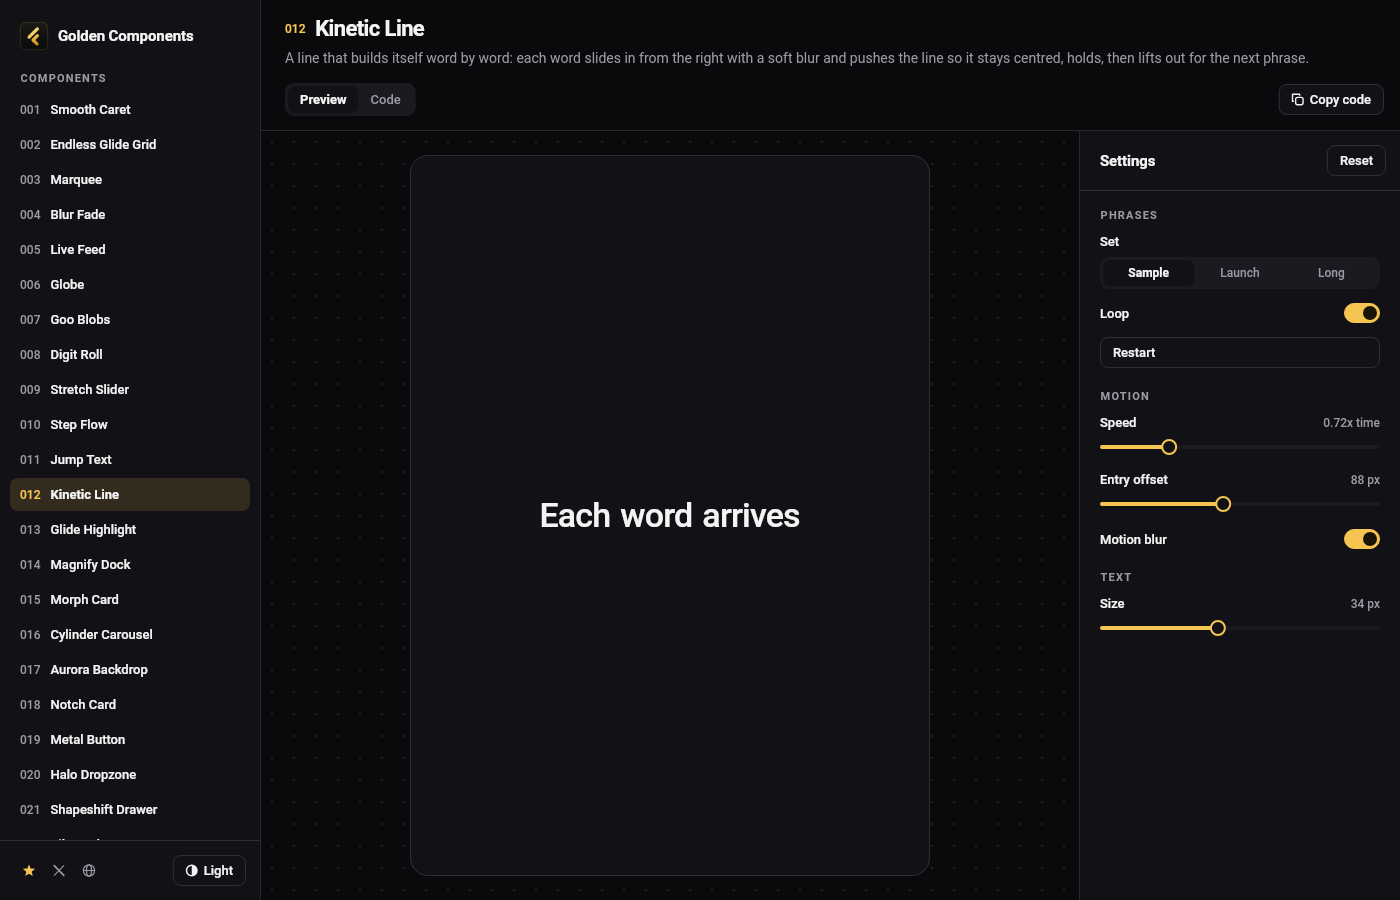 Golden Components
COMPONENTS
001 Smooth Caret
002 Endless Glide Grid
003 Marquee
004 Blur Fade
005 Live Feed
006 Globe
007 Goo Blobs
008 Digit Roll
009 Stretch Slider
010 Step Flow
011 Jump Text
012 Kinetic Line
013 Glide Highlight
014 Magnify Dock
015 Morph Card
016 Cylinder Carousel
017 Aurora Backdrop
018 Notch Card
019 Metal Button
020 Halo Dropzone
021 Shapeshift Drawer
Light
012 Kinetic Line
A line that builds itself word by word: each word slides in from the right with a soft blur and pushes the line so it stays centred, holds, then lifts out for the next phrase.
Preview Code
Copy code
Each word arrives
Settings
Reset
PHRASES
Set
Sample Launch Long
Loop
Restart
MOTION
Speed 0.72x time
Entry offset 88 px
Motion blur
TEXT
Size 34 px